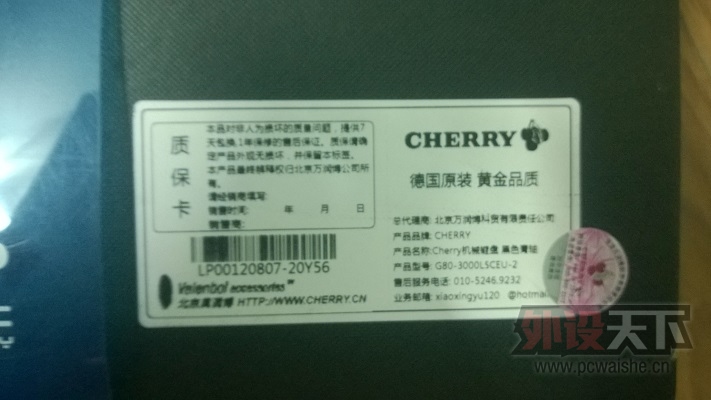 质保卡
本品对非人为损坏的质量问题，提供7
天包换,1年保修的售后保证。质保请确
定产品外观无损坏，并保留本标签。
本产品最终解释权归北京万润博公司所
有。
请经销商填写:
销售时间: 年 月 日
销售商:
LP00120807-20Y56
accessories™
北京 HTTP://WWW.CHERRY.CN
CHERRY
德国原装 黄金品质
总代理商: 北京万润博科贸有限责任公司
产品品牌: CHERRY
产品名称:Cherry机械键盘 黑色青轴
产品型号: G80-3000LSCEU-2
售后服务电话: 010-5246.9232
业务邮箱: xiaoxingyu120 @hotmai
外设天下
www.pcwaishe.cn